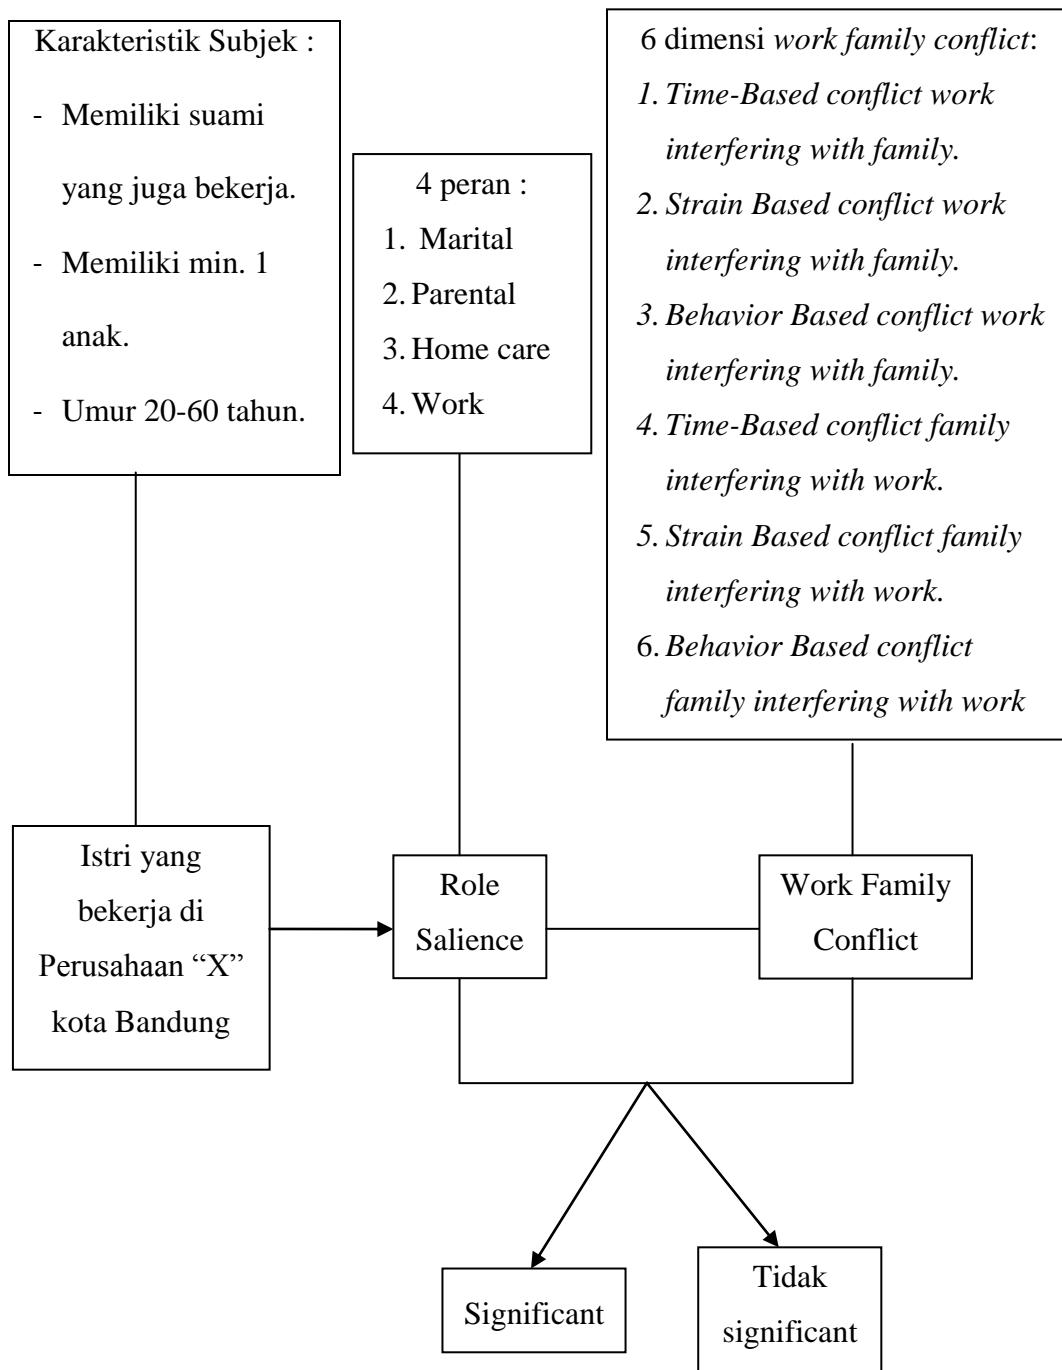 Karakteristik Subjek :
- Memiliki suami
yang juga bekerja.
- Memiliki min. 1
anak.
- Umur 20-60 tahun.
4 peran :
1. Marital
2. Parental
3. Home care
4. Work
6 dimensi work family conflict:
1. Time-Based conflict work
interfering with family.
2. Strain Based conflict work
interfering with family.
3. Behavior Based conflict work
interfering with family.
4. Time-Based conflict family
interfering with work.
5. Strain Based conflict family
interfering with work.
6. Behavior Based conflict
family interfering with work
Istri yang
bekerja di
Perusahaan “X”
kota Bandung
Role
Salience
Work Family
Conflict
Significant
Tidak
significant